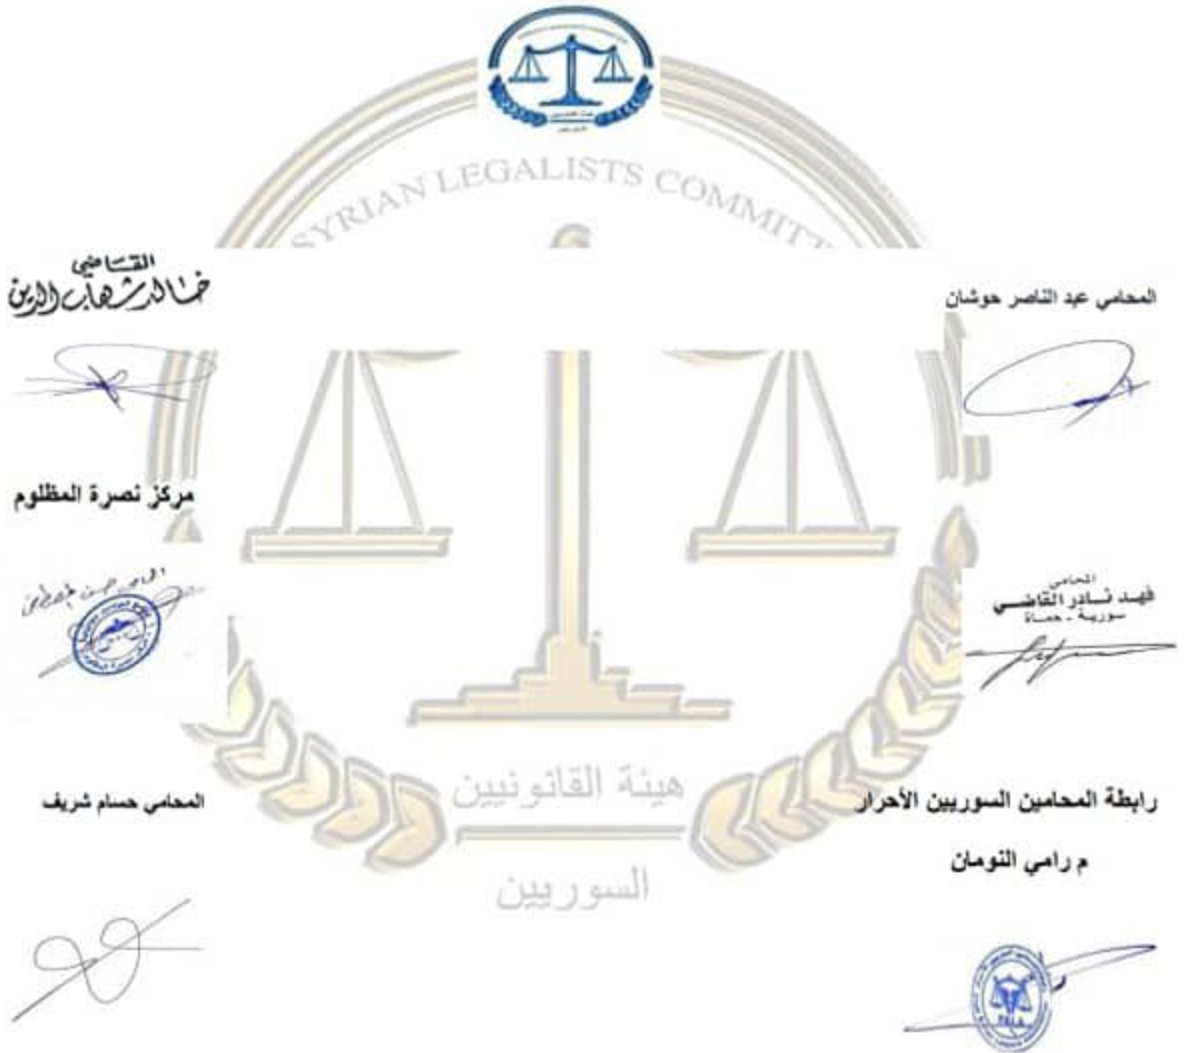 SYRIAN LEGALISTS COMMITT
المحامي عبد الناصر حوشان
القاضي
خالد شهاب الدين
مركز نصرة المظلوم
المحامي
فهد نادر القاضي
سورية - حماة
هيئة القانونيين
السوريين
رابطة المحامين السوريين الأحرار
م رامي النومان
المحامي حسام شريف